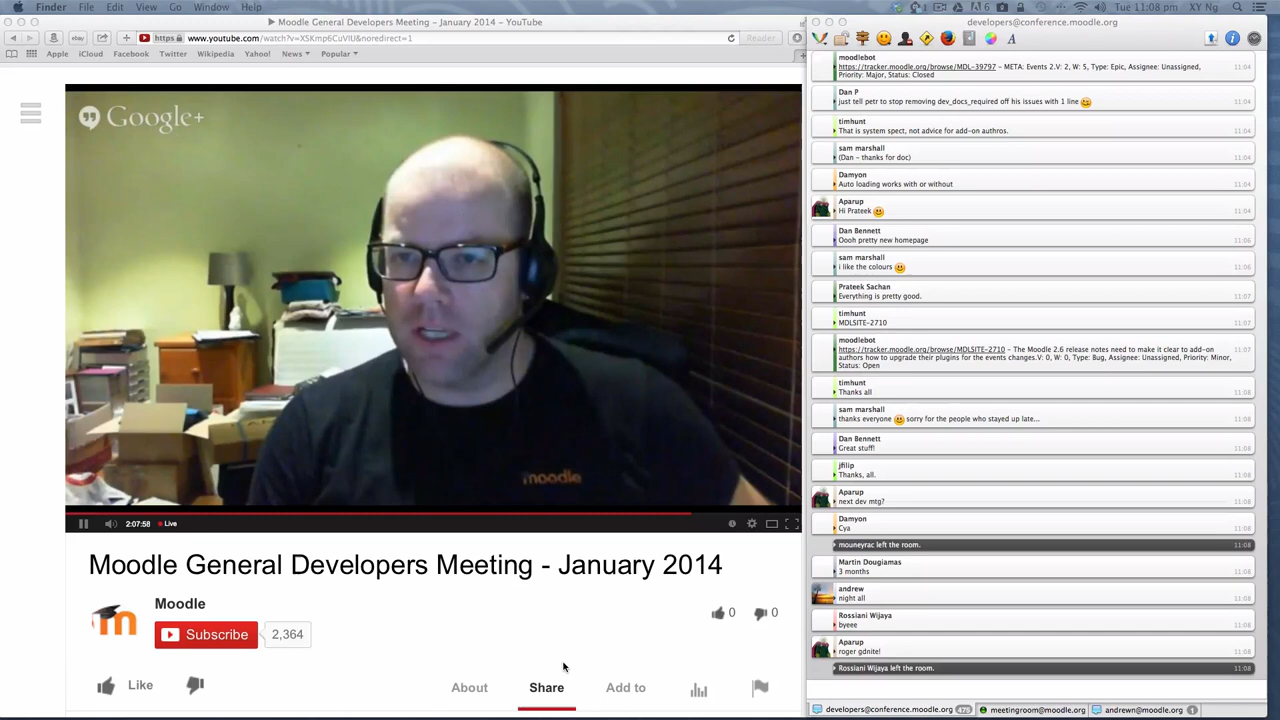 Finder File Edit View Go Window Help
6 Tue 11:08 pm XY Ng
Moodle General Developers Meeting - January 2014 - YouTube
https www.youtube.com/watch?v=XSKmp6CuVIU&noredirect=1
Reader
Apple iCloud Facebook Twitter Wikipedia Yahoo! News Popular
Google+
moodle
2:07:58 Live
Moodle General Developers Meeting - January 2014
Moodle
Subscribe 2,364
0 0
Like
About Share Add to
developers@conference.moodle.org
moodlebot
https://tracker.moodle.org/browse/MDL-39797 - META: Events 2.V: 2, W: 5, Type: Epic, Assignee: Unassigned, 11:04
Priority: Major, Status: Closed
Dan P
just tell petr to stop removing dev_docs_required off his issues with 1 line 11:04
timhunt
That is system spect, not advice for add-on authros. 11:04
sam marshall
(Dan - thanks for doc) 11:04
Damyon
Auto loading works with or without 11:04
Aparup
Hi Prateek 11:04
Dan Bennett
Oooh pretty new homepage 11:06
sam marshall
i like the colours 11:06
Prateek Sachan
Everything is pretty good. 11:07
timhunt
MDLSITE-2710 11:07
moodlebot
https://tracker.moodle.org/browse/MDLSITE-2710 - The Moodle 2.6 release notes need to make it clear to add-on 11:07
authors how to upgrade their plugins for the events changes.V: 0, W: 0, Type: Bug, Assignee: Unassigned, Priority: Minor,
Status: Open
timhunt
Thanks all 11:08
sam marshall
thanks everyone sorry for the people who stayed up late... 11:08
Dan Bennett
Great stuff! 11:08
jfilip
Thanks, all. 11:08
Aparup
next dev mtg? 11:08
Damyon
Cya 11:08
mouneyrac left the room. 11:08
Martin Dougiamas
3 months 11:08
andrew
night all 11:08
Rossiani Wijaya
byeee 11:08
Aparup
roger gdnite! 11:08
Rossiani Wijaya left the room. 11:08
developers@conference.moodle.org meetingroom@moodle.org andrewn@moodle.org 1